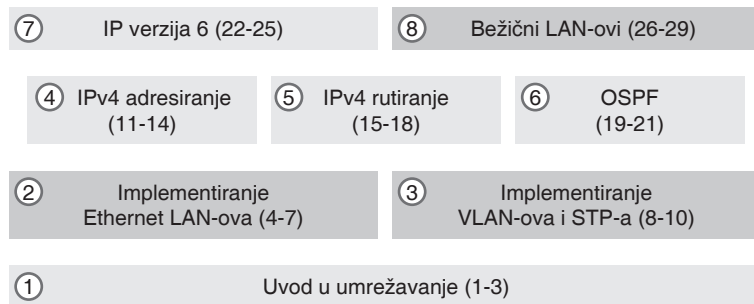 7 IP verzija 6 (22-25)
8 Bežični LAN-ovi (26-29)
4 IPv4 adresiranje
(11-14)
5 IPv4 rutiranje
(15-18)
6 OSPF
(19-21)
2 Implementiranje
Ethernet LAN-ova (4-7)
3 Implementiranje
VLAN-ova i STP-a (8-10)
1 Uvod u umrežavanje (1-3)